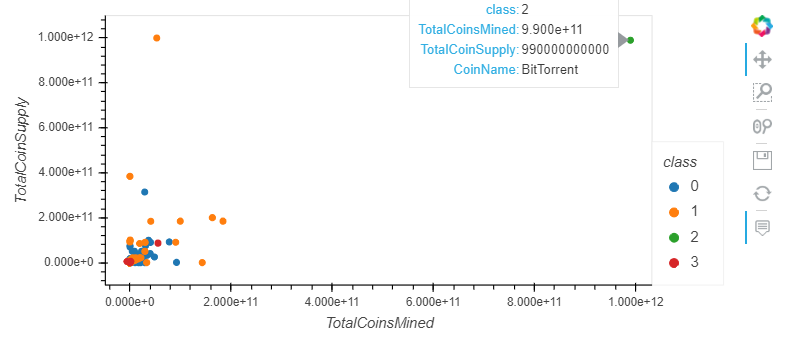 class: 2
TotalCoinsMined: 9.900e+11
TotalCoinSupply: 990000000000
CoinName: BitTorrent
TotalCoinSupply
1.000e+12
8.000e+11
6.000e+11
4.000e+11
2.000e+11
0.000e+0
0.000e+0 2.000e+11 4.000e+11 6.000e+11 8.000e+11 1.000e+12
TotalCoinsMined
class
0
1
2
3